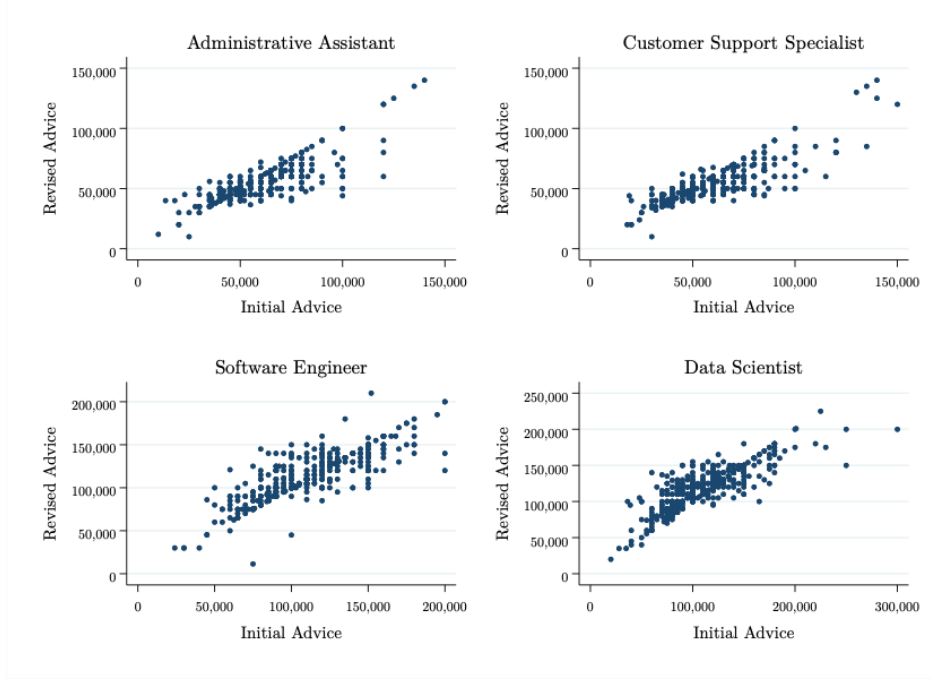 Administrative Assistant
Revised Advice
150,000
100,000
50,000
0
0 50,000 100,000 150,000
Initial Advice
Customer Support Specialist
Revised Advice
150,000
100,000
50,000
0
0 50,000 100,000 150,000
Initial Advice
Software Engineer
Revised Advice
200,000
150,000
100,000
50,000
0
0 50,000 100,000 150,000 200,000
Initial Advice
Data Scientist
Revised Advice
250,000
200,000
150,000
100,000
50,000
0
0 100,000 200,000 300,000
Initial Advice